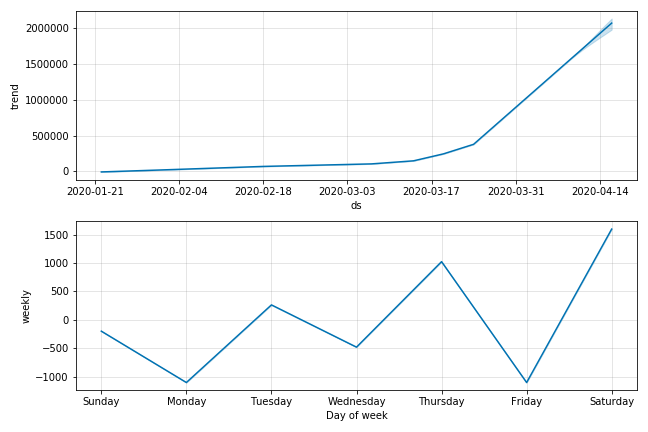 2000000
1500000
1000000
500000
0
trend
2020-01-21 2020-02-04 2020-02-18 2020-03-03 2020-03-17 2020-03-31 2020-04-14
ds
1500
1000
500
0
−500
−1000
weekly
Sunday Monday Tuesday Wednesday Thursday Friday Saturday
Day of week